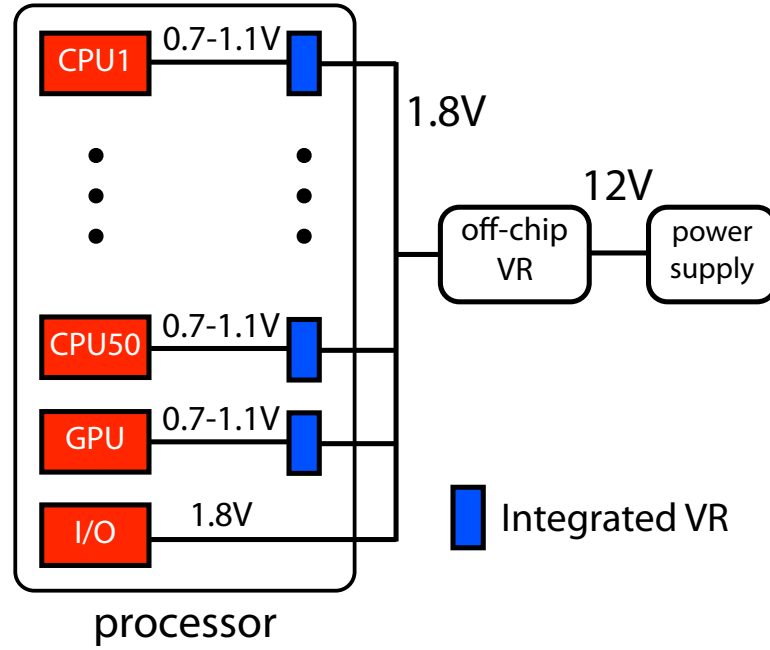 CPU1
0.7-1.1V
1.8V
12V
off-chip
VR
power
supply
CPU50
0.7-1.1V
GPU
0.7-1.1V
I/O
1.8V
Integrated VR
processor